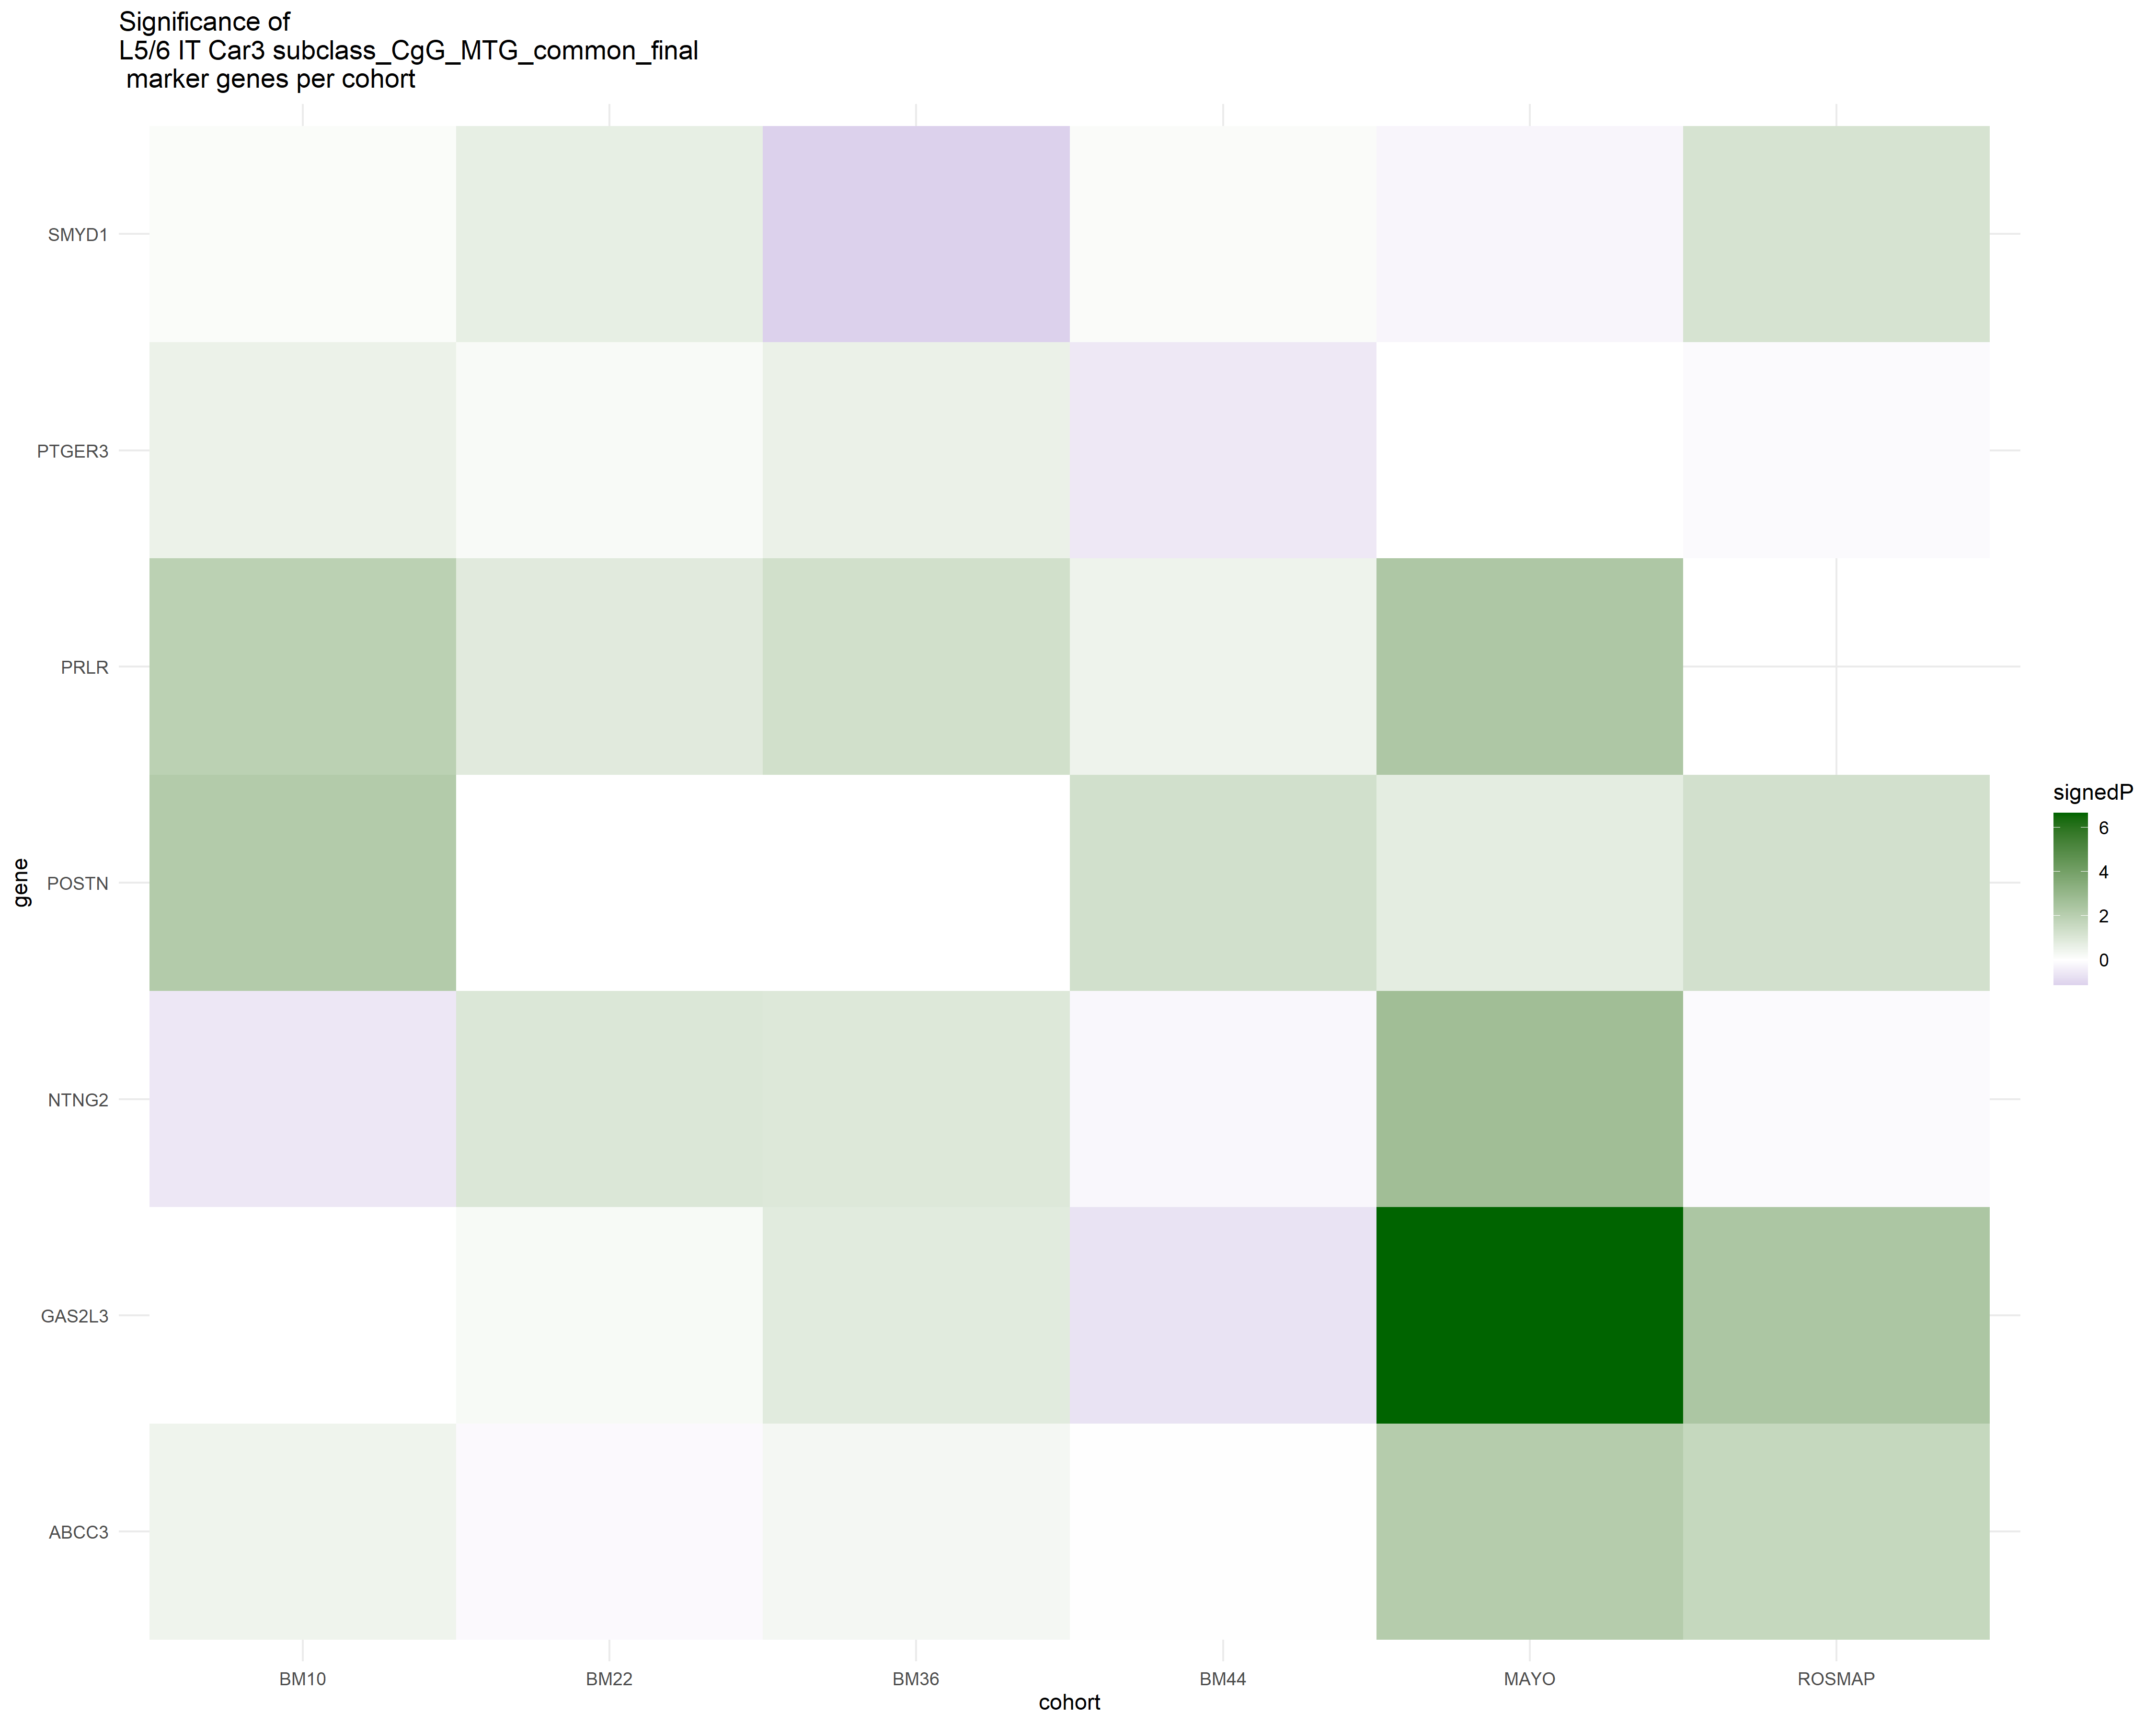 Significance of
L5/6 IT Car3 subclass_CgG_MTG_common_final
marker genes per cohort
SMYD1
PTGER3
PRLR
POSTN
NTNG2
GAS2L3
ABCC3
gene
BM10
BM22
BM36
BM44
MAYO
ROSMAP
cohort
signedP
6
4
2
0